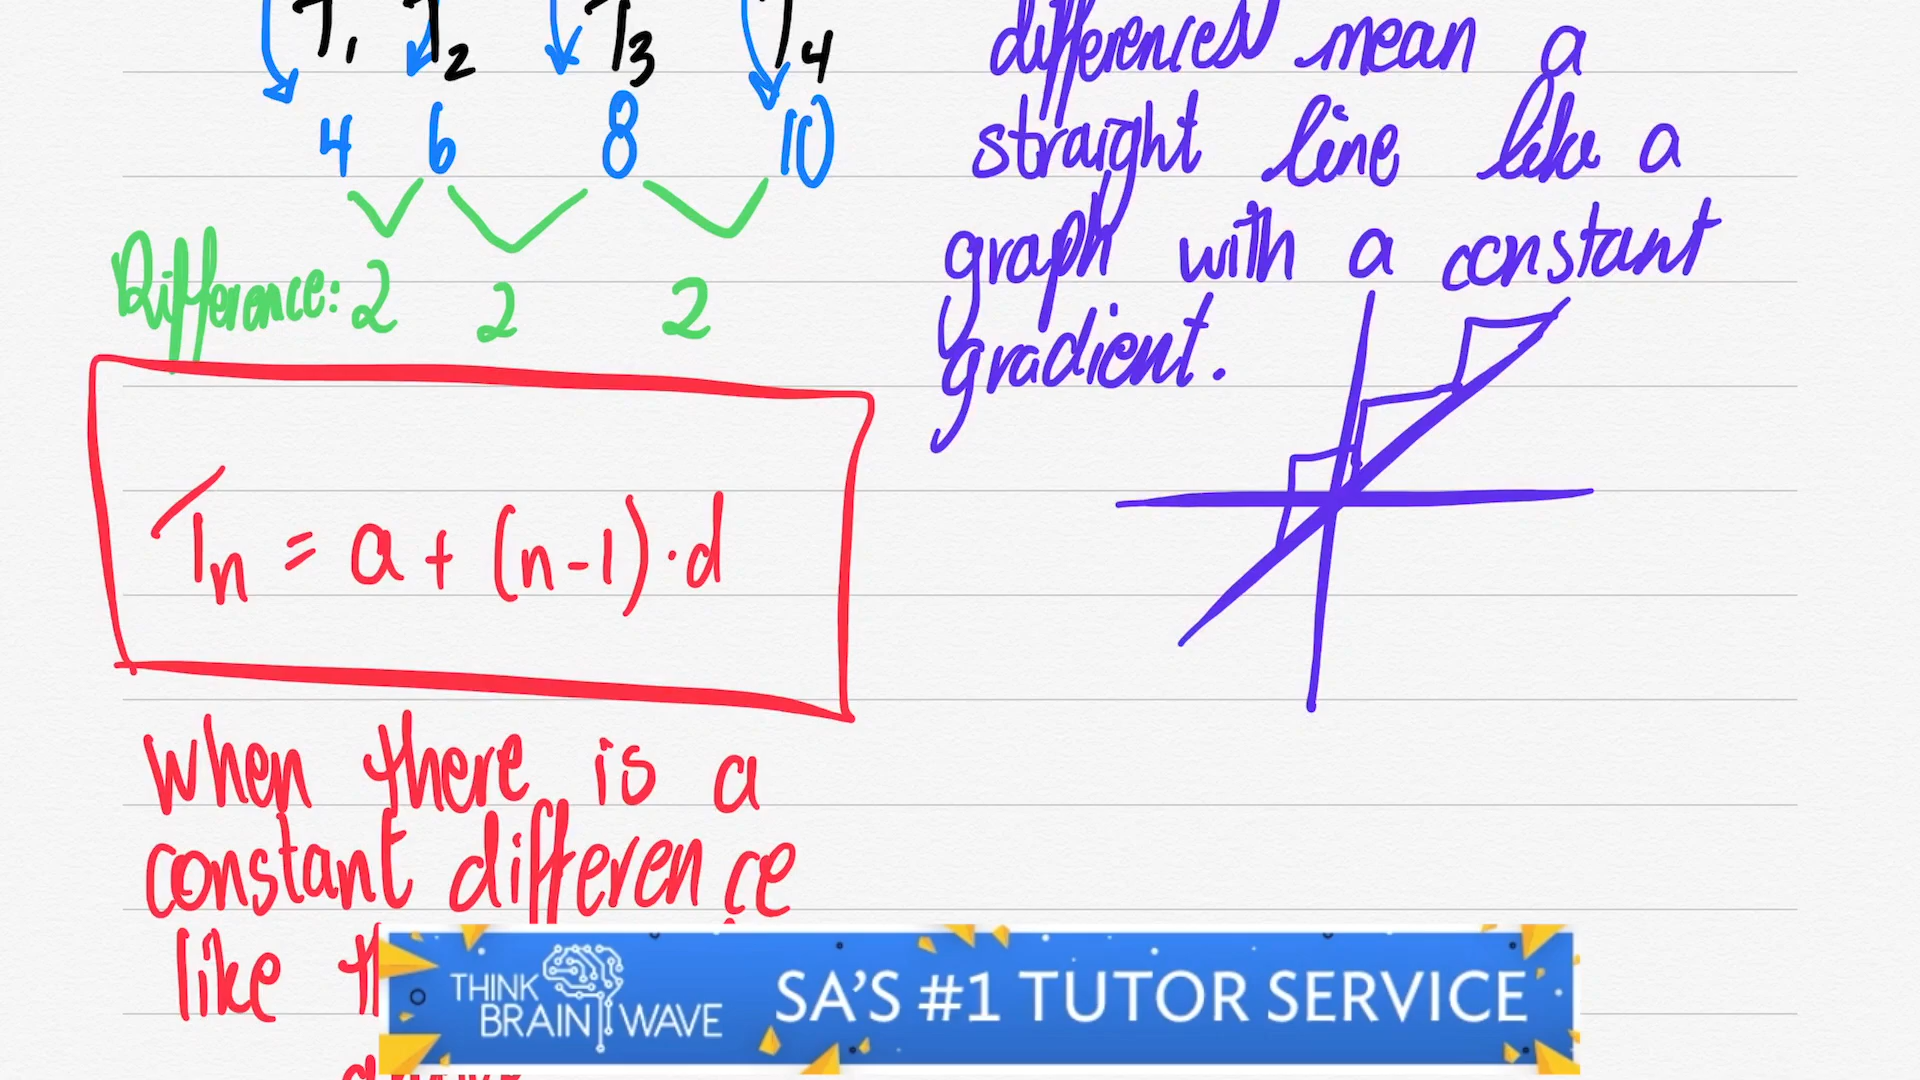 T1 T2 T3 T4
4 6 8 10
Difference: 2 2 2
Tn = a + (n-1)·d
when there is a
constant difference
like
differences mean a
straight line like a
graph with a constant
gradient.
THINK
BRAIN WAVE
SA'S #1 TUTOR SERVICE